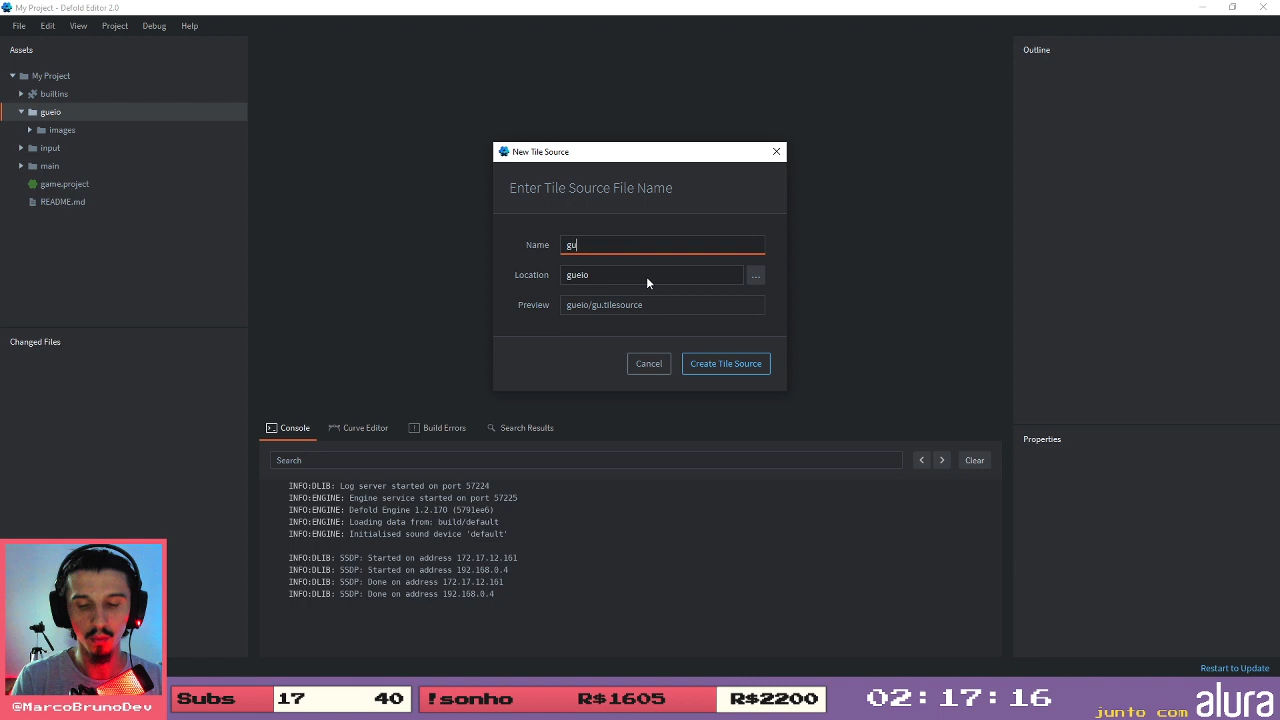 My Project - Defold Editor 2.0
File Edit View Project Debug Help
Assets
My Project
builtins
gueio
images
input
main
game.project
README.md
Changed Files
New Tile Source
Enter Tile Source File Name
Name gu
Location gueio ...
Preview gueio/gu.tilesource
Cancel Create Tile Source
Outline
Properties
Console Curve Editor Build Errors Search Results
Search Clear
INFO:DLIB: Log server started on port 57224
INFO:ENGINE: Engine service started on port 57225
INFO:ENGINE: Defold Engine 1.2.170 (5791ee6)
INFO:ENGINE: Loading data from: build/default
INFO:ENGINE: Initialised sound device 'default'
INFO:DLIB: SSDP: Started on address 172.17.12.161
INFO:DLIB: SSDP: Started on address 192.168.0.4
INFO:DLIB: SSDP: Done on address 172.17.12.161
INFO:DLIB: SSDP: Done on address 192.168.0.4
Restart to Update
@MarcoBrunoDev
Subs 17 40 !sonho R$1605 R$2200 02:17:16
junto com alura